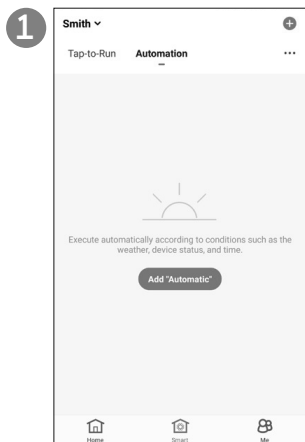 1
Smith
Tap-to-Run Automation
Execute automatically according to conditions such as the
weather, device status, and time.
Add "Automatic"
Home Smart Me